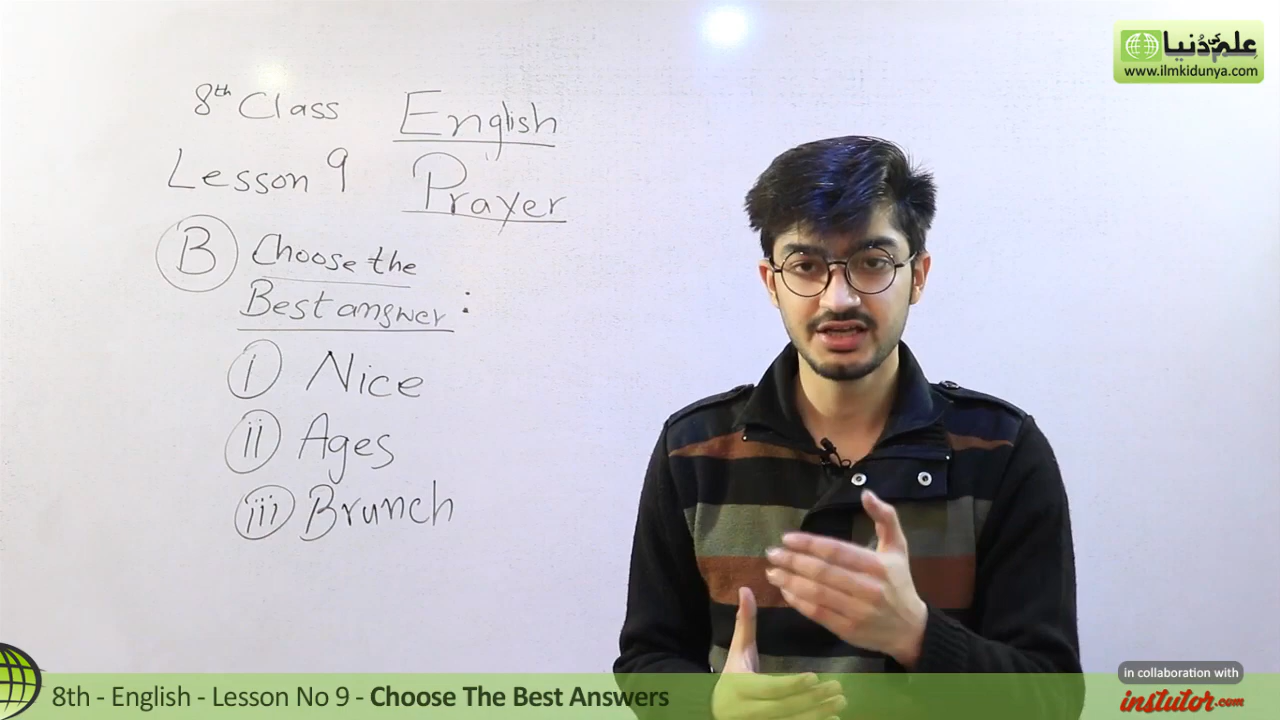 علم کی دنیا
www.ilmkidunya.com
8th Class English
Lesson 9 Prayer
B Choose the
Best answer :
i Nice
ii Ages
iii Brunch
in collaboration with
8th - English - Lesson No 9 - Choose The Best Answers
instutor.com